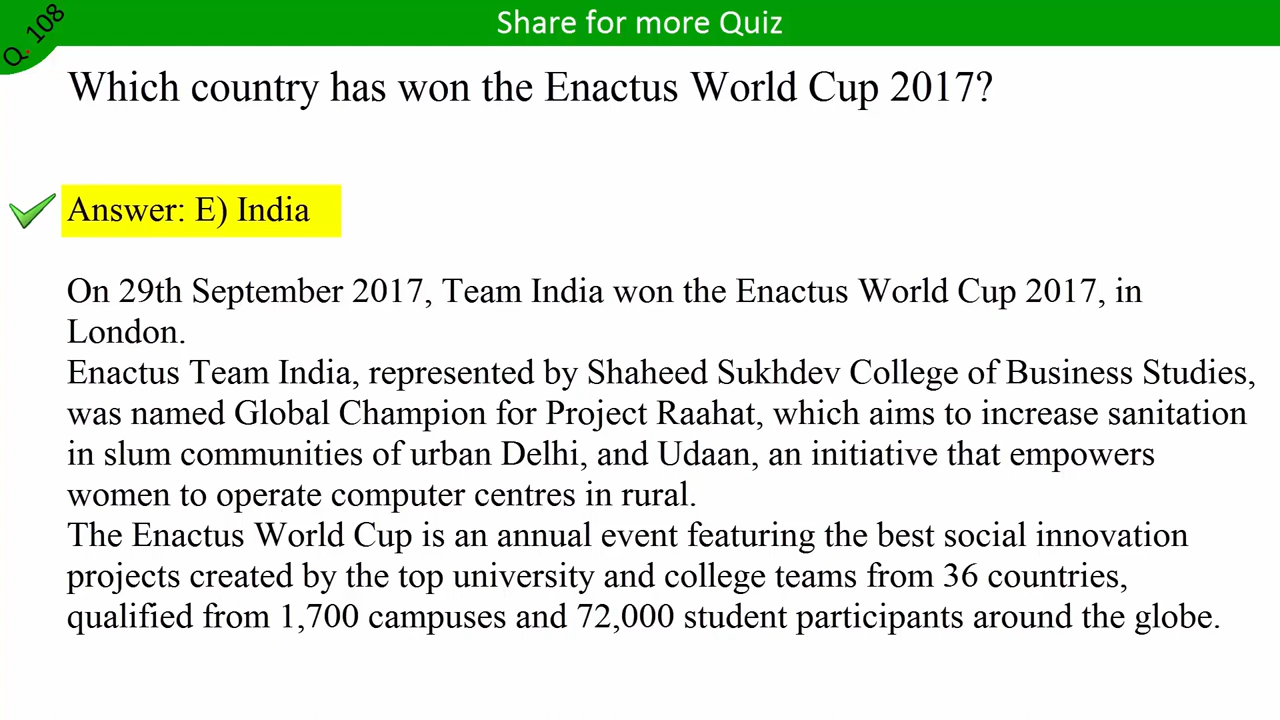 Q. 108
Share for more Quiz
Which country has won the Enactus World Cup 2017?
Answer: E) India
On 29th September 2017, Team India won the Enactus World Cup 2017, in
London.
Enactus Team India, represented by Shaheed Sukhdev College of Business Studies,
was named Global Champion for Project Raahat, which aims to increase sanitation
in slum communities of urban Delhi, and Udaan, an initiative that empowers
women to operate computer centres in rural.
The Enactus World Cup is an annual event featuring the best social innovation
projects created by the top university and college teams from 36 countries,
qualified from 1,700 campuses and 72,000 student participants around the globe.